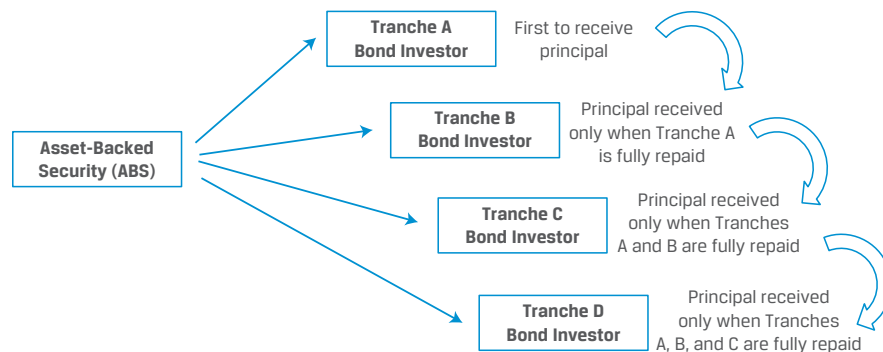 Tranche A
Bond Investor
First to receive
principal
Tranche B
Bond Investor
Principal received
only when Tranche A
is fully repaid
Asset-Backed
Security (ABS)
Tranche C
Bond Investor
Principal received
only when Tranches
A and B are fully repaid
Tranche D
Bond Investor
Principal received
only when Tranches
A, B, and C are fully repaid